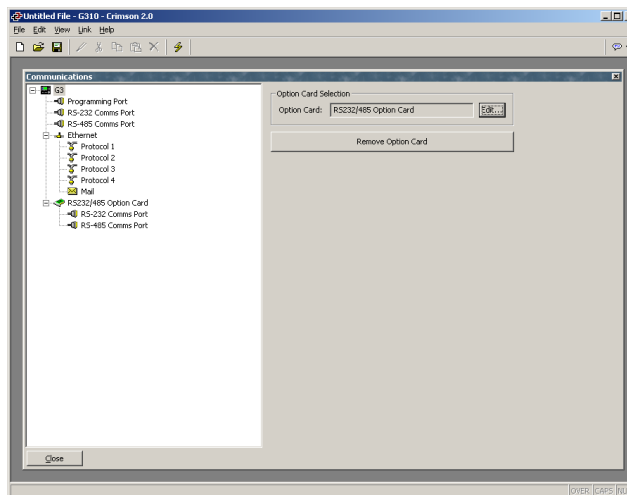 Untitled File - G310 - Crimson 2.0
File Edit View Link Help
Communications
G3
Programming Port
RS-232 Comms Port
RS-485 Comms Port
Ethernet
Protocol 1
Protocol 2
Protocol 3
Protocol 4
Mail
RS232/485 Option Card
RS-232 Comms Port
RS-485 Comms Port
Option Card Selection
Option Card: RS232/485 Option Card Edit...
Remove Option Card
Close
OVER CAPS NU